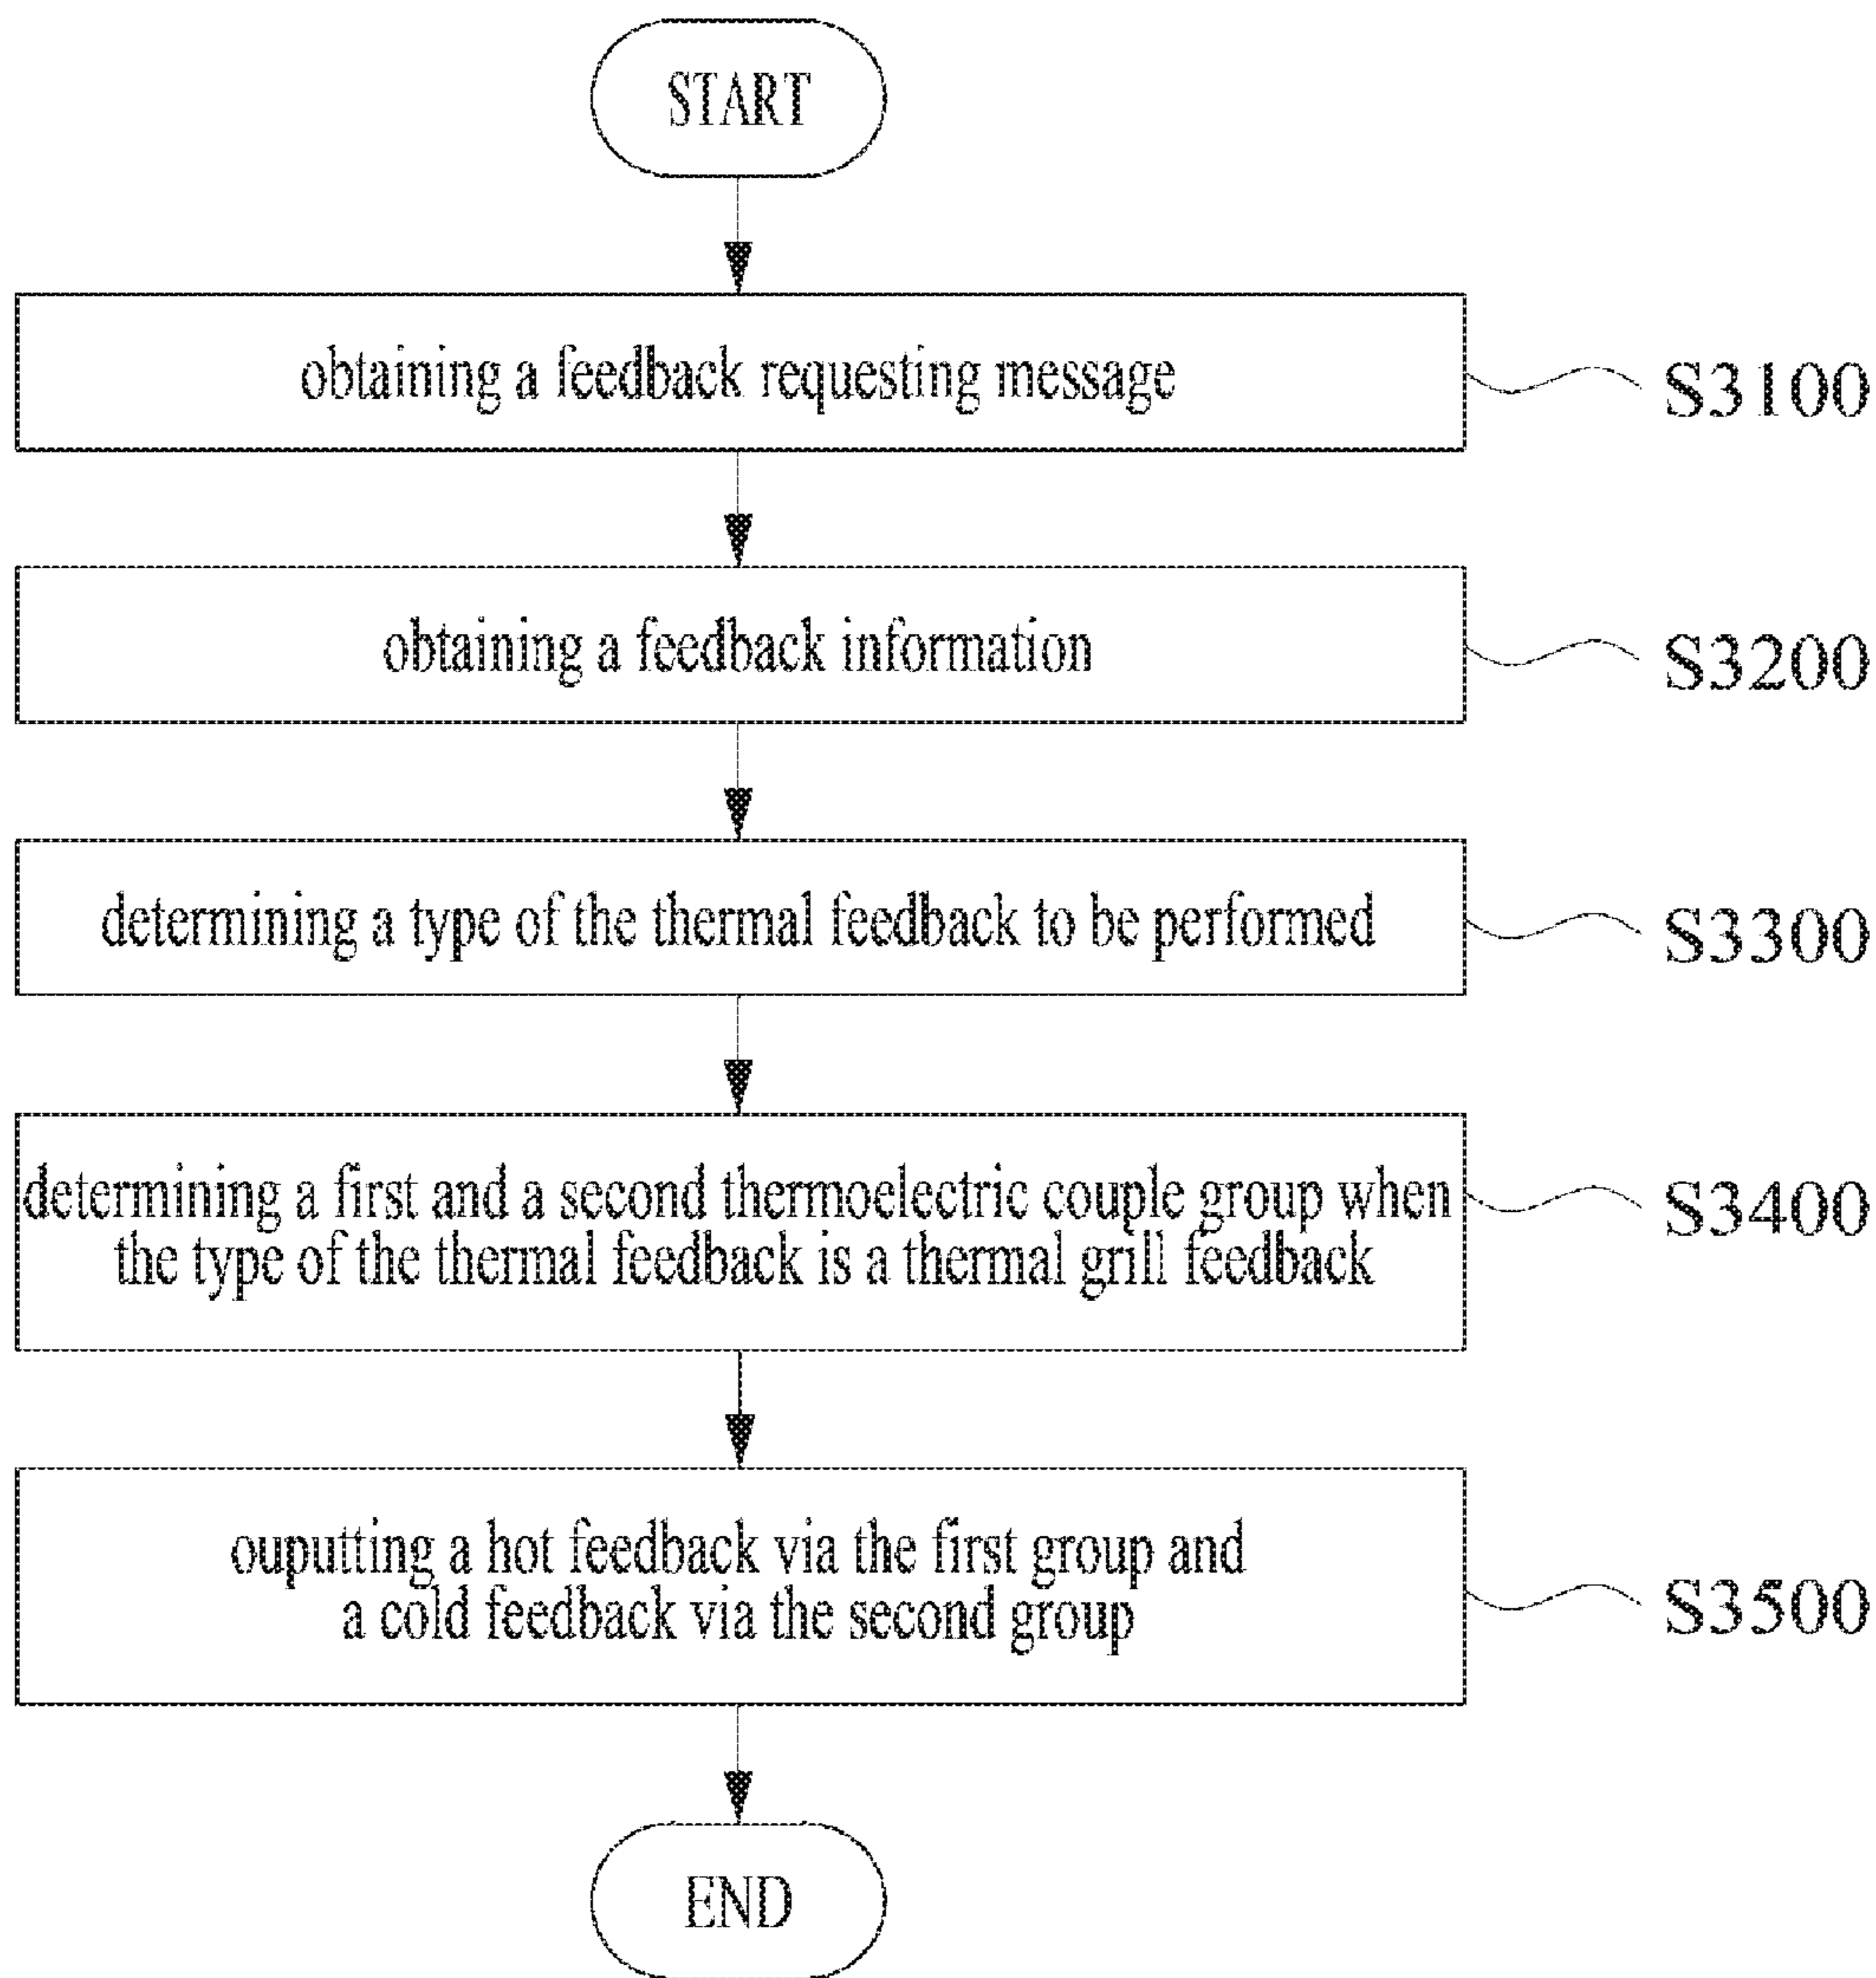 START
obtaining a feedback requesting message
S3100
obtaining a feedback information
S3200
determining a type of the thermal feedback to be performed
S3300
determining a first and a second thermoelectric couple group when
the type of the thermal feedback is a thermal grill feedback
S3400
ouputting a hot feedback via the first group and
a cold feedback via the second group
S3500
END